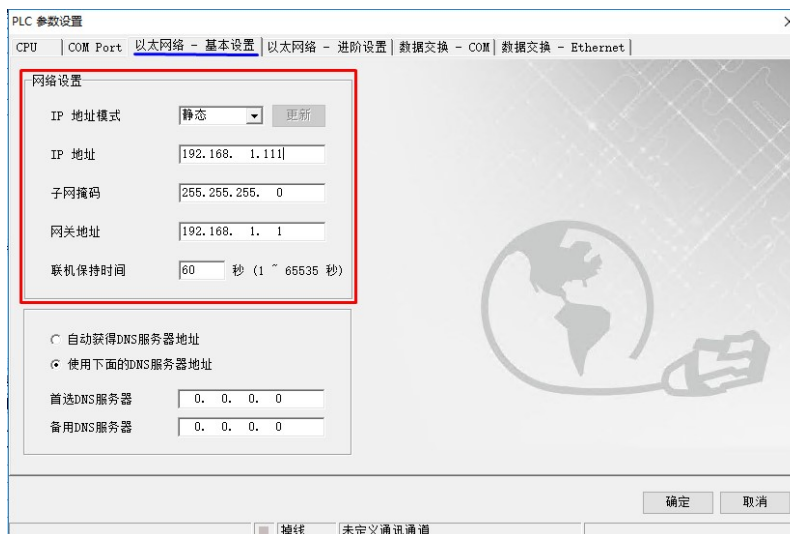 PLC 参数设置
CPU COM Port 以太网络 - 基本设置 以太网络 - 进阶设置 数据交换 - COM 数据交换 - Ethernet
网络设置
IP 地址模式 静态 更新
IP 地址 192.168. 1.111
子网掩码 255.255.255. 0
网关地址 192.168. 1. 1
联机保持时间 60 秒 (1 ~ 65535 秒)
自动获得DNS服务器地址
使用下面的DNS服务器地址
首选DNS服务器 0. 0. 0. 0
备用DNS服务器 0. 0. 0. 0
确定 取消
掉线 未定义通讯通道